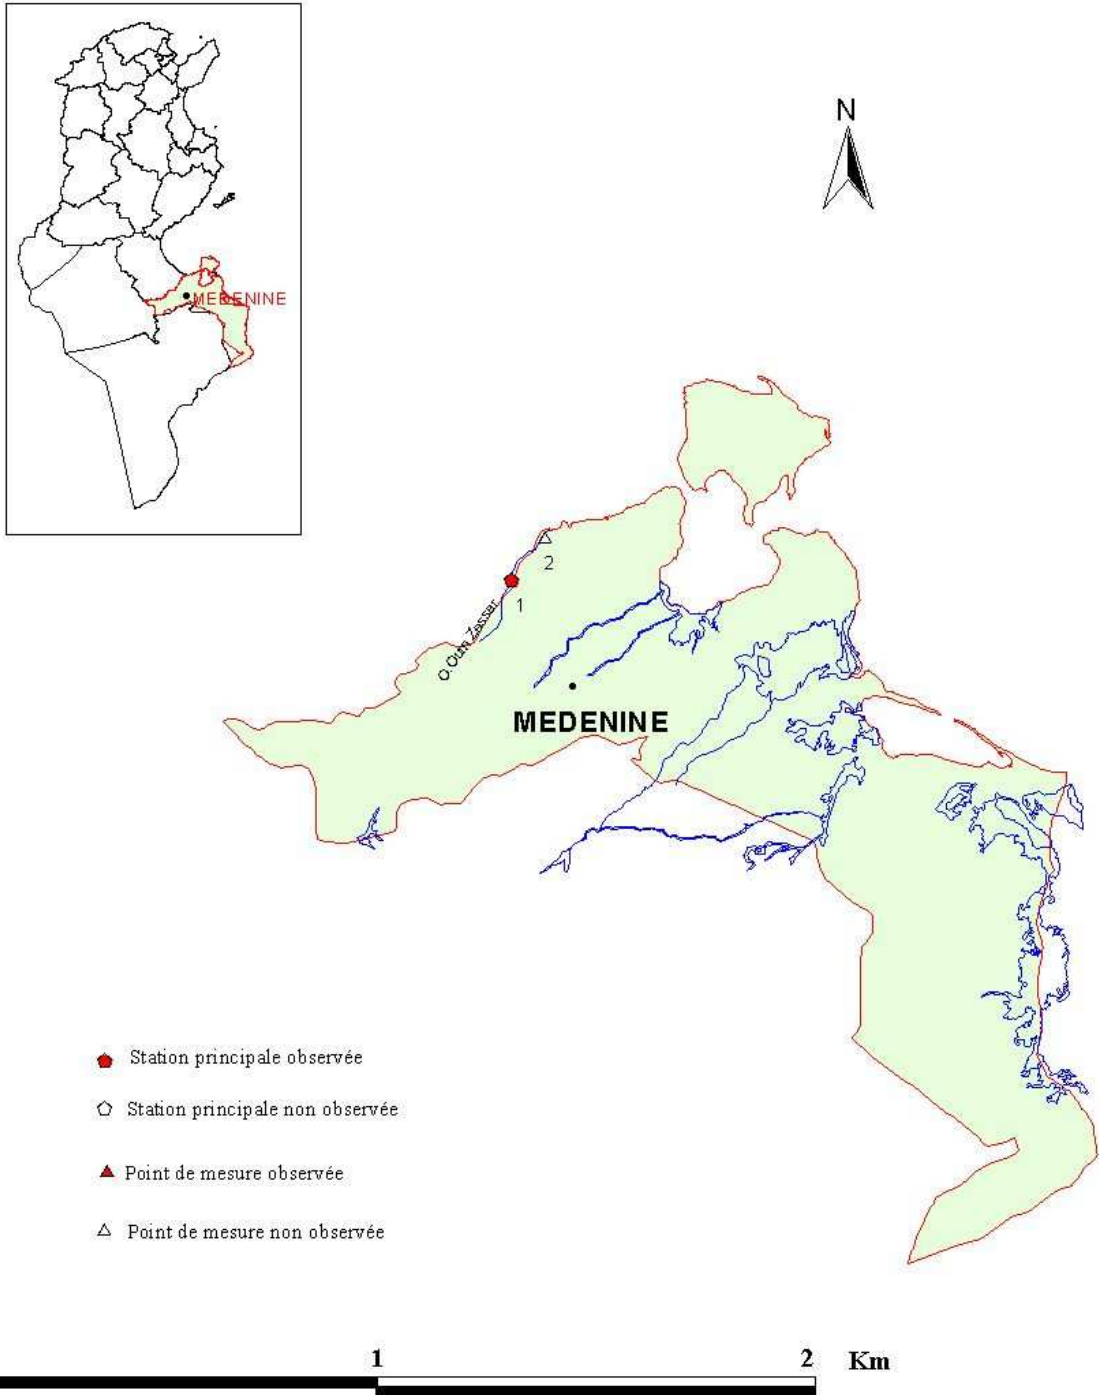 N
MEDENINE
2
1
O.Oum Zessar
MEDENINE
Station principale observée
Station principale non observée
Point de mesure observée
Point de mesure non observée
1 2 Km